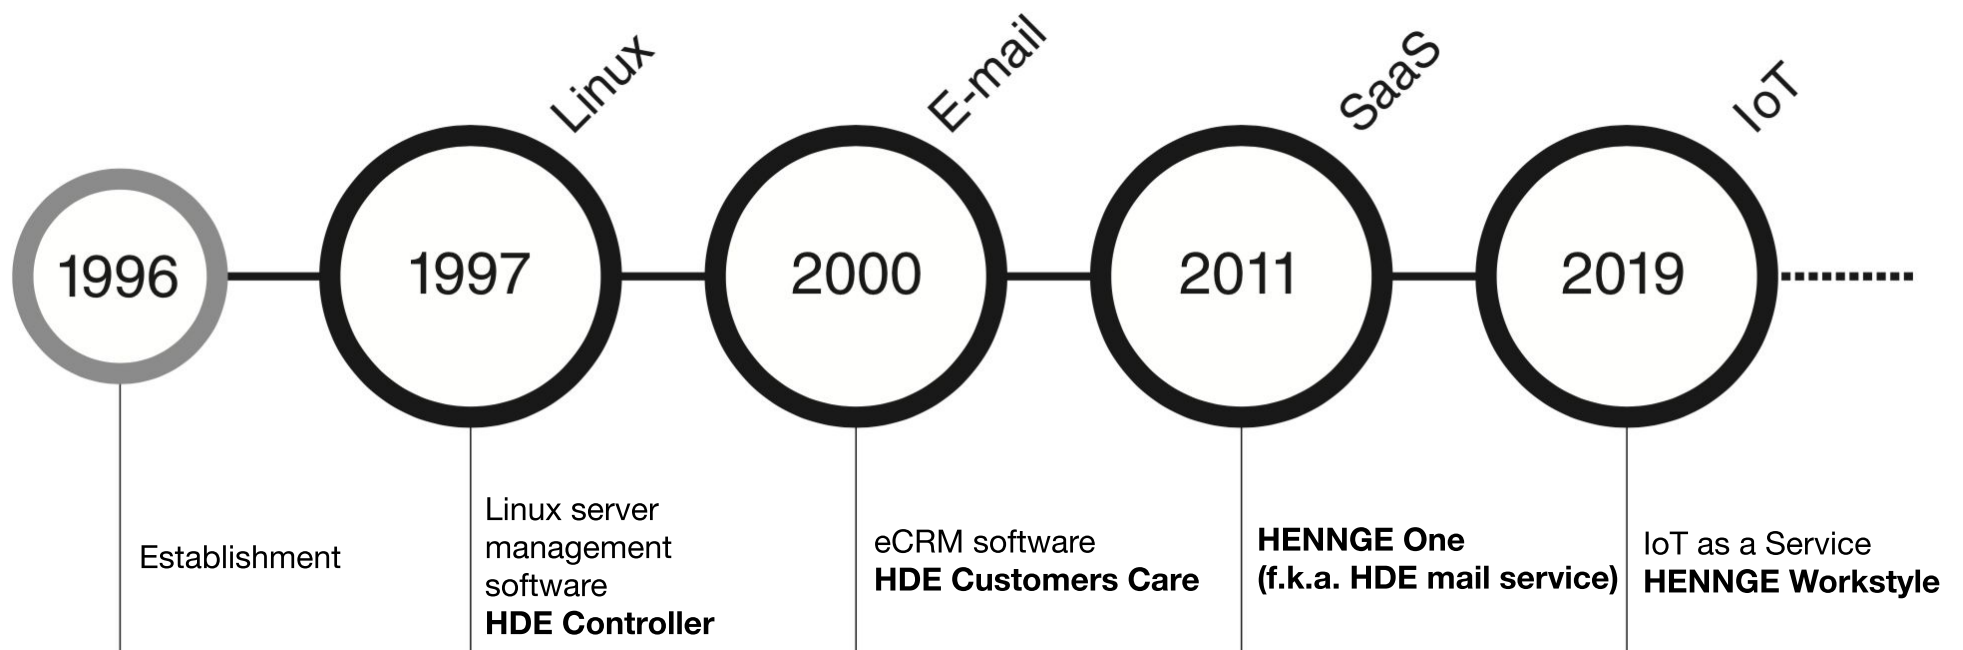 Linux
E-mail
SaaS
IoT
1996
1997
2000
2011
2019
Establishment
Linux server
management
software
HDE Controller
eCRM software
HDE Customers Care
HENNGE One
(f.k.a. HDE mail service)
IoT as a Service
HENNGE Workstyle